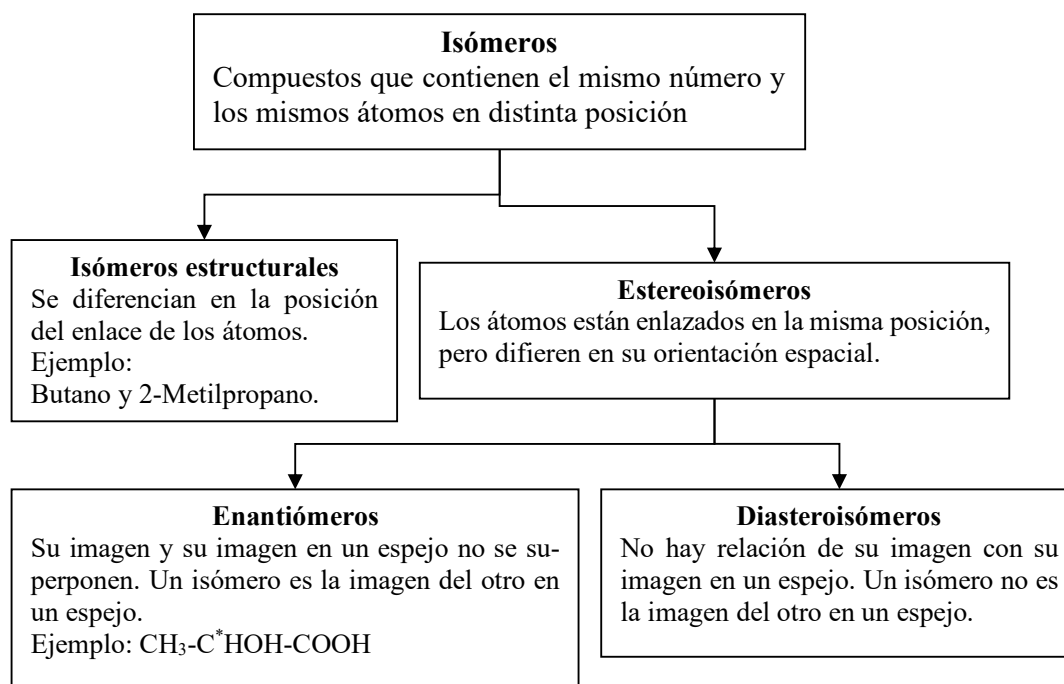 Isómeros
Compuestos que contienen el mismo número y
los mismos átomos en distinta posición
Isómeros estructurales
Se diferencian en la posición
del enlace de los átomos.
Ejemplo:
Butano y 2-Metilpropano.
Estereoisómeros
Los átomos están enlazados en la misma posición,
pero difieren en su orientación espacial.
Enantiómeros
Su imagen y su imagen en un espejo no se su-
perponen. Un isómero es la imagen del otro en
un espejo.
Ejemplo: CH₃-C*HOH-COOH
Diasteroisómeros
No hay relación de su imagen con su
imagen en un espejo. Un isómero no es
la imagen del otro en un espejo.